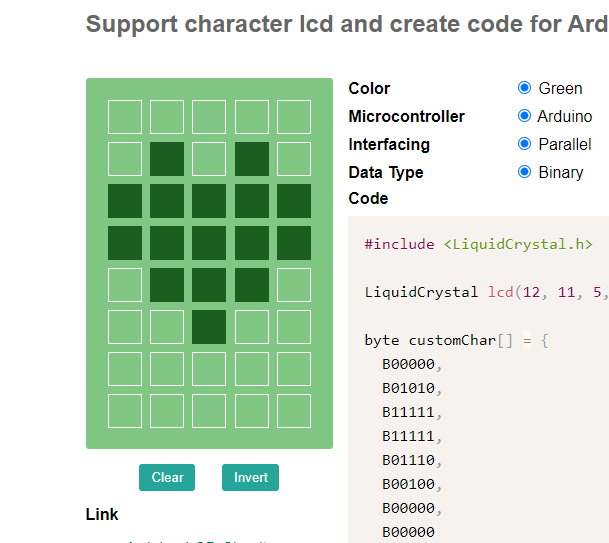 Support character lcd and create code for Ard
Color Green
Microcontroller Arduino
Interfacing Parallel
Data Type Binary
Code
#include <LiquidCrystal.h>
LiquidCrystal lcd(12, 11, 5,
byte customChar[] = {
B00000,
B01010,
B11111,
B11111,
B01110,
B00100,
B00000,
B00000
Clear Invert
Link